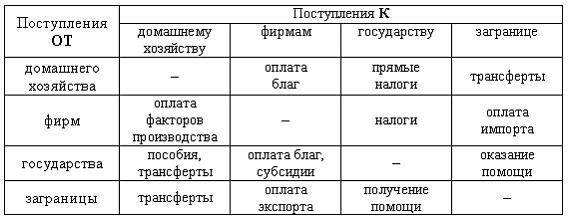 Поступления ОТ
Поступления К
домашнему хозяйству
фирмам
государству
загранице
домашнего хозяйства
–
оплата благ
прямые налоги
трансферты
фирм
оплата факторов производства
–
налоги
оплата импорта
государства
пособия, трансферты
оплата благ, субсидии
–
оказание помощи
заграницы
трансферты
оплата экспорта
получение помощи
–